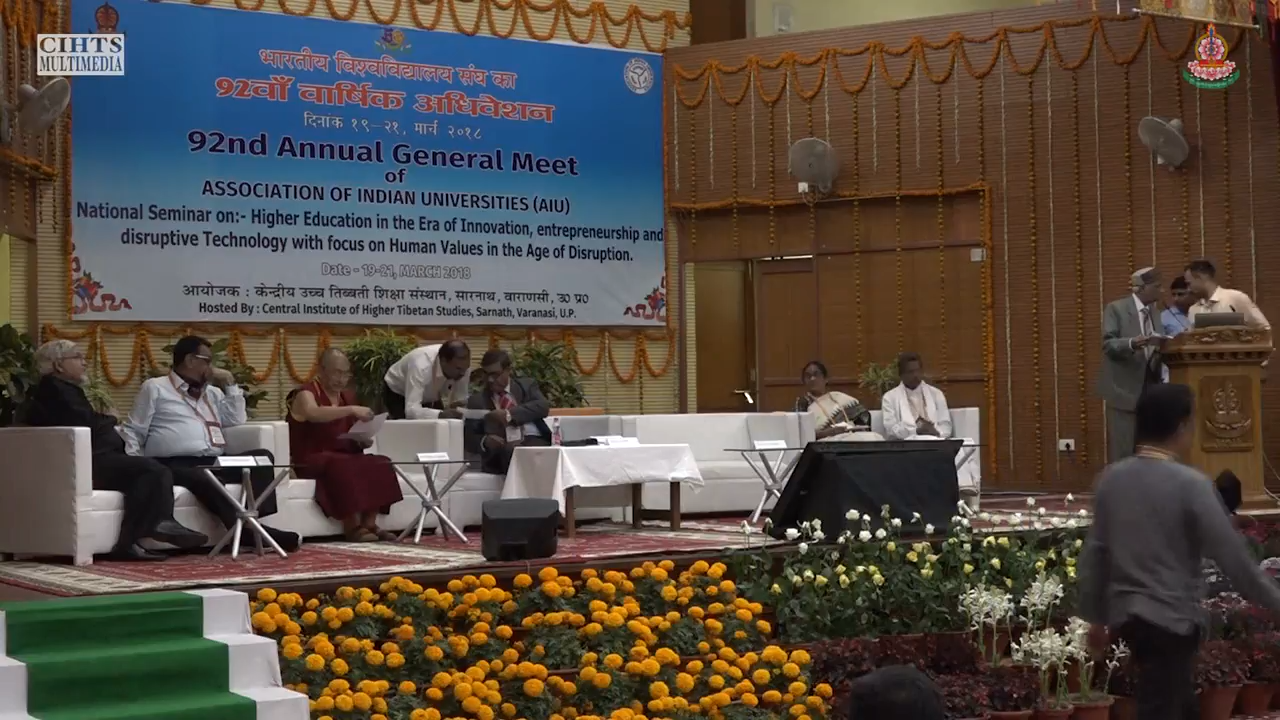 CIHTS
MULTIMEDIA
भारतीय विश्वविद्यालय संघ का
९२वाँ वार्षिक अधिवेशन
दिनांक १९–२१, मार्च २०१८
92nd Annual General Meet
of
ASSOCIATION OF INDIAN UNIVERSITIES (AIU)
National Seminar on:- Higher Education in the Era of Innovation, entrepreneurship and
disruptive Technology with focus on Human Values in the Age of Disruption.
Date - 19-21, MARCH 2018
आयोजक : केन्द्रीय उच्च तिब्बती शिक्षा संस्थान, सारनाथ, वाराणसी, उ० प्र०
Hosted By : Central Institute of Higher Tibetan Studies, Sarnath, Varanasi, U.P.